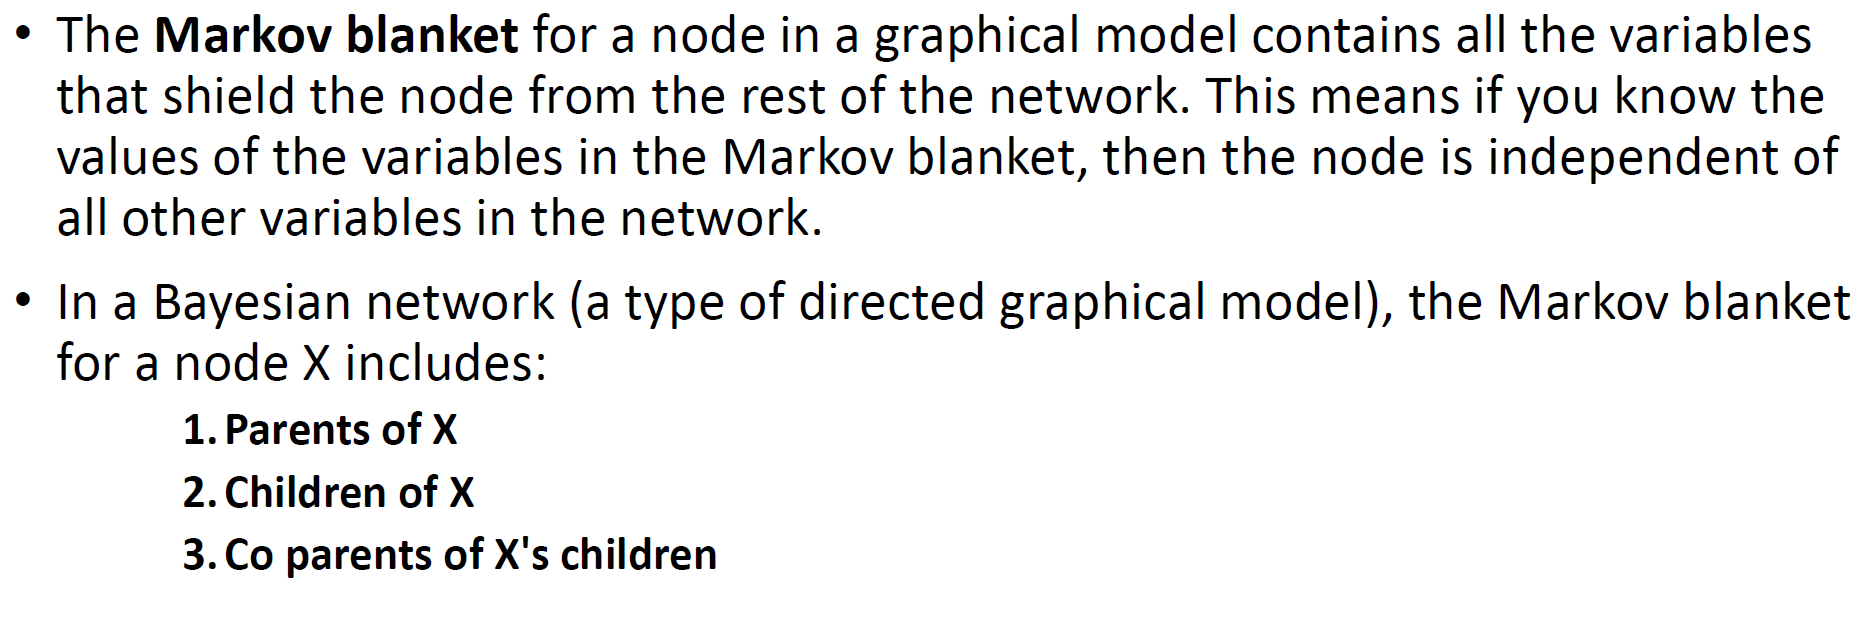 • The Markov blanket for a node in a graphical model contains all the variables
that shield the node from the rest of the network. This means if you know the
values of the variables in the Markov blanket, then the node is independent of
all other variables in the network.
• In a Bayesian network (a type of directed graphical model), the Markov blanket
for a node X includes:
1. Parents of X
2. Children of X
3. Co parents of X's children